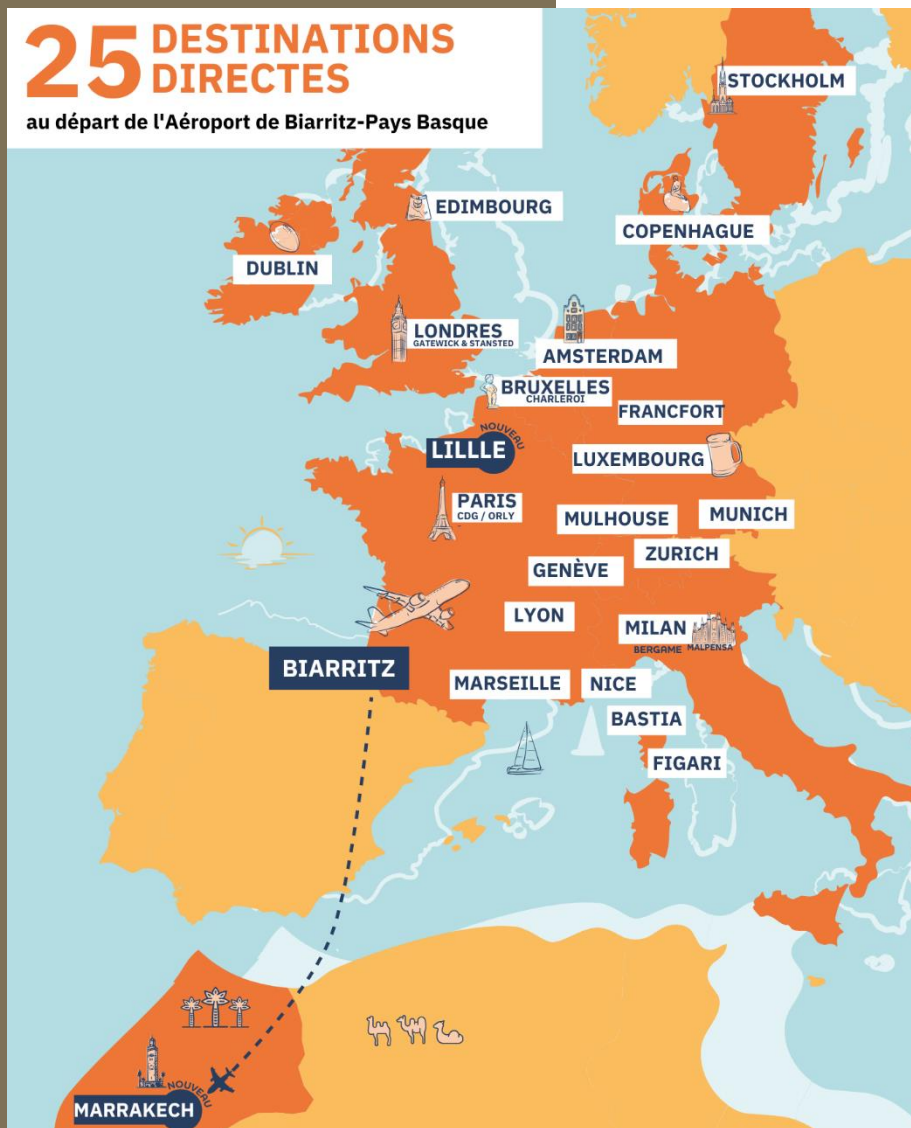 25 DESTINATIONS
DIRECTES
au départ de l'Aéroport de Biarritz-Pays Basque
STOCKHOLM
EDIMBOURG
COPENHAGUE
DUBLIN
LONDRES
GATEWICK & STANSTED
AMSTERDAM
BRUXELLES
CHARLEROI
FRANCFORT
NOUVEAU
LILLLE
LUXEMBOURG
PARIS
CDG / ORLY
MULHOUSE
MUNICH
ZURICH
GENÈVE
LYON
MILAN
BERGAME MALPENSA
BIARRITZ
MARSEILLE
NICE
BASTIA
FIGARI
NOUVEAU
MARRAKECH